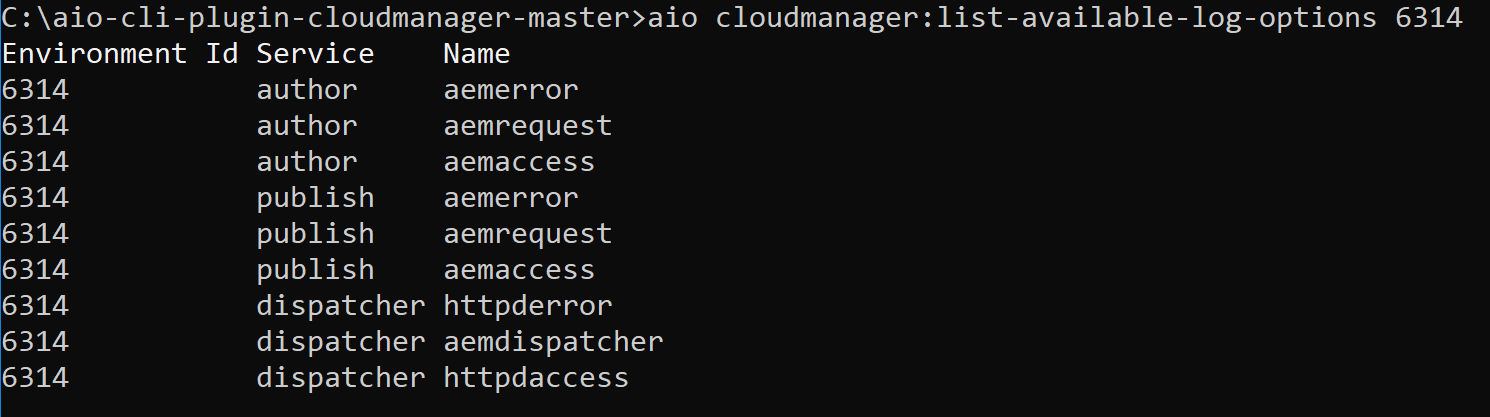 C:\aio-cli-plugin-cloudmanager-master>aio cloudmanager:list-available-log-options 6314
Environment Id Service    Name
6314           author     aemerror
6314           author     aemrequest
6314           author     aemaccess
6314           publish    aemerror
6314           publish    aemrequest
6314           publish    aemaccess
6314           dispatcher httpderror
6314           dispatcher aemdispatcher
6314           dispatcher httpdaccess